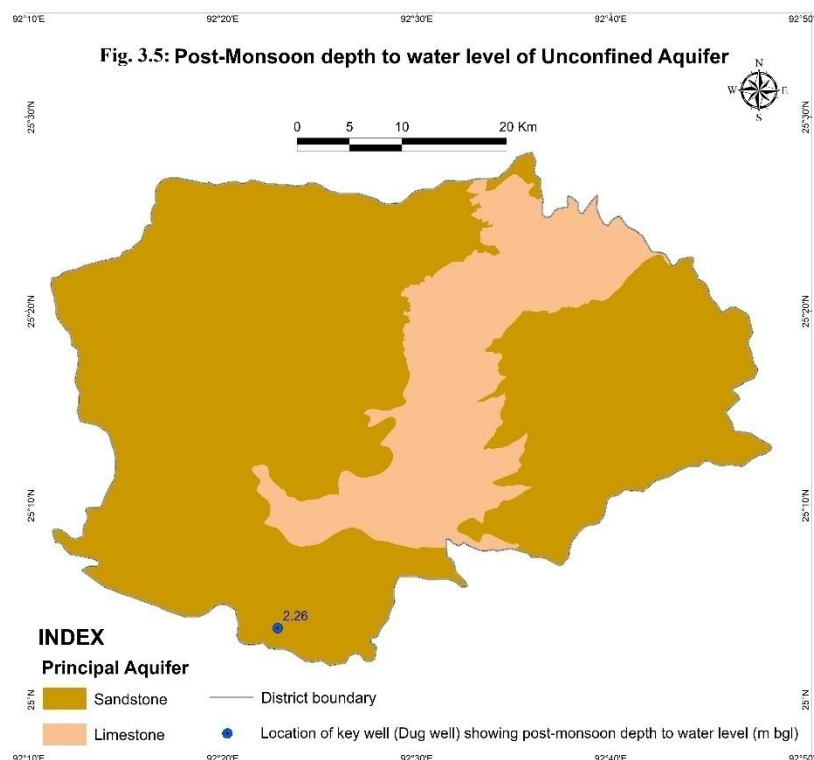 92°10'E 92°20'E 92°30'E 92°40'E 92°50'
Fig. 3.5: Post-Monsoon depth to water level of Unconfined Aquifer
N
W E
S
25°30'N 25°30'N
0 5 10 20 Km
25°20'N 25°20'N
25°10'N 25°10'N
2.26
INDEX
Principal Aquifer
25°N 25°N
Sandstone District boundary
Limestone Location of key well (Dug well) showing post-monsoon depth to water level (m bgl)
92°10'E 92°20'E 92°30'E 92°40'E 92°50'E